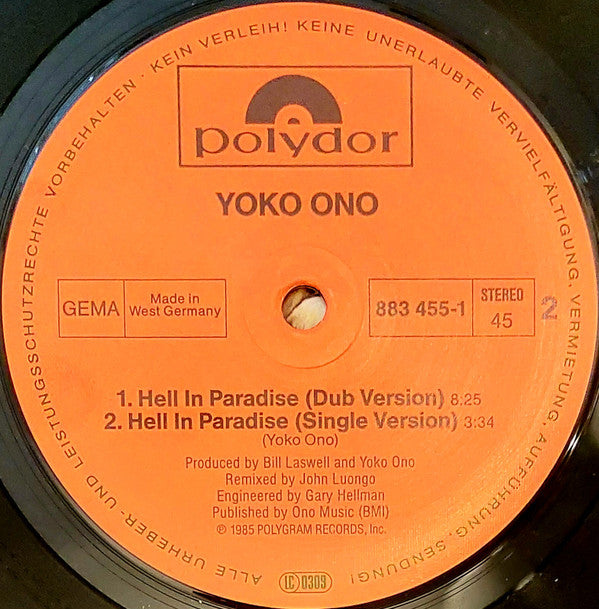 ALLE URHEBER- UND LEISTUNGSSCHUTZRECHTE VORBEHALTEN · KEIN VERLEIH! KEINE UNERLAUBTE VERVIELFÄLTIGUNG, VERMIETUNG, AUFFÜHRUNG, SENDUNG!
polydor
YOKO ONO
GEMA
Made in
West Germany
883 455-1
STEREO
45
2
1. Hell In Paradise (Dub Version) 8:25
2. Hell In Paradise (Single Version) 3:34
(Yoko Ono)
Produced by Bill Laswell and Yoko Ono
Remixed by John Luongo
Engineered by Gary Hellman
Published by Ono Music (BMI)
℗ 1985 POLYGRAM RECORDS, Inc.
LC 0309